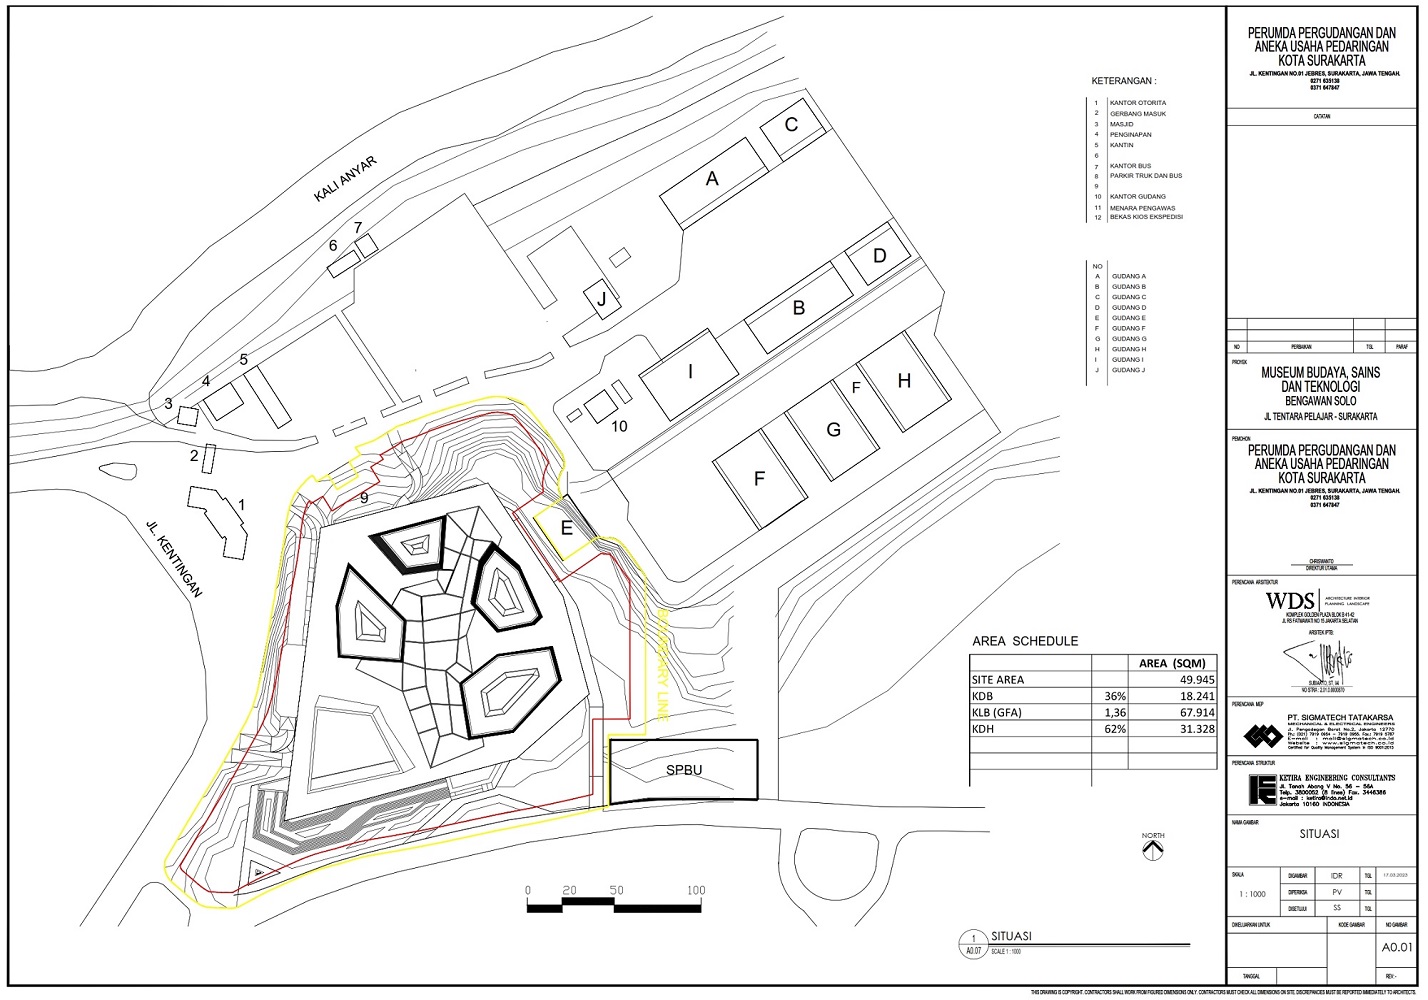 KALI ANYAR
JL. KENTINGAN
BOUNDARY LINE
SPBU
1
2
3
4
5
6
7
9
10
A
B
C
D
E
F
G
F
H
I
J
KETERANGAN :
1 KANTOR OTORITA
2 GERBANG MASUK
3 MASJID
4 PENGINAPAN
5 KANTIN
6
7 KANTOR BUS
8 PARKIR TRUK DAN BUS
9
10 KANTOR GUDANG
11 MENARA PENGAWAS
12 BEKAS KIOS EKSPEDISI
NO
A GUDANG A
B GUDANG B
C GUDANG C
D GUDANG D
E GUDANG E
F GUDANG F
G GUDANG G
H GUDANG H
I GUDANG I
J GUDANG J
AREA SCHEDULE
AREA (SQM)
SITE AREA 49.945
KDB 36% 18.241
KLB (GFA) 1,36 67.914
KDH 62% 31.328
NORTH
0 20 50 100
1
A0.07
SITUASI
SCALE 1 : 1000
PERUMDA PERGUDANGAN DAN
ANEKA USAHA PEDARINGAN
KOTA SURAKARTA
JL. KENTINGAN NO.01 JEBRES, SURAKARTA, JAWA TENGAH.
0271 635138
0371 647847
CATATAN
NO PERBAIKAN TGL PARAF
PROYEK
MUSEUM BUDAYA, SAINS
DAN TEKNOLOGI
BENGAWAN SOLO
JL TENTARA PELAJAR - SURAKARTA
PEMOHON
PERUMDA PERGUDANGAN DAN
ANEKA USAHA PEDARINGAN
KOTA SURAKARTA
JL. KENTINGAN NO.01 JEBRES, SURAKARTA, JAWA TENGAH.
0271 635138
0371 647847
CHRISWANTO
DIREKTUR UTAMA
PERENCANA ARSITEKTUR
WDS
ARCHITECTURE INTERIOR
PLANNING LANDSCAPE
KOMPLEK GOLDEN PLAZA BLOK B 41-42
JL RS FATMAWATI NO 15 JAKARTA SELATAN
ARSITEK IPTB:
PERENCANA MEP
PT. SIGMATECH TATAKARSA
MECHANICAL & ELECTRICAL ENGINEERS
Jl. Pengadegan Barat No.2, Jakarta 12770
PERENCANA STRUKTUR
KETIRA ENGINEERING CONSULTANTS
Jl. Tanah Abang V No. 56 - 56A
Telp. 3800052 (8 lines) Fax. 3446386
e-mail : ketira@indo.net.id
Jakarta 10160 INDONESIA
NAMA GAMBAR
SITUASI
SKALA
1 : 1000
DIGAMBAR IDR TGL 17.03.2023
DIPERIKSA PV TGL
DISETUJUI SS TGL
DIKELUARKAN UNTUK KODE GAMBAR NO GAMBAR
A0.01
TANGGAL REV:-
THIS DRAWING IS COPYRIGHT. CONTRACTORS SHALL WORK FROM FIGURED DIMENSIONS ONLY. CONTRACTORS MUST CHECK ALL DIMENSIONS ON SITE. DISCREPANCIES MUST BE REPORTED IMMEDIATELY TO ARCHITECTS.